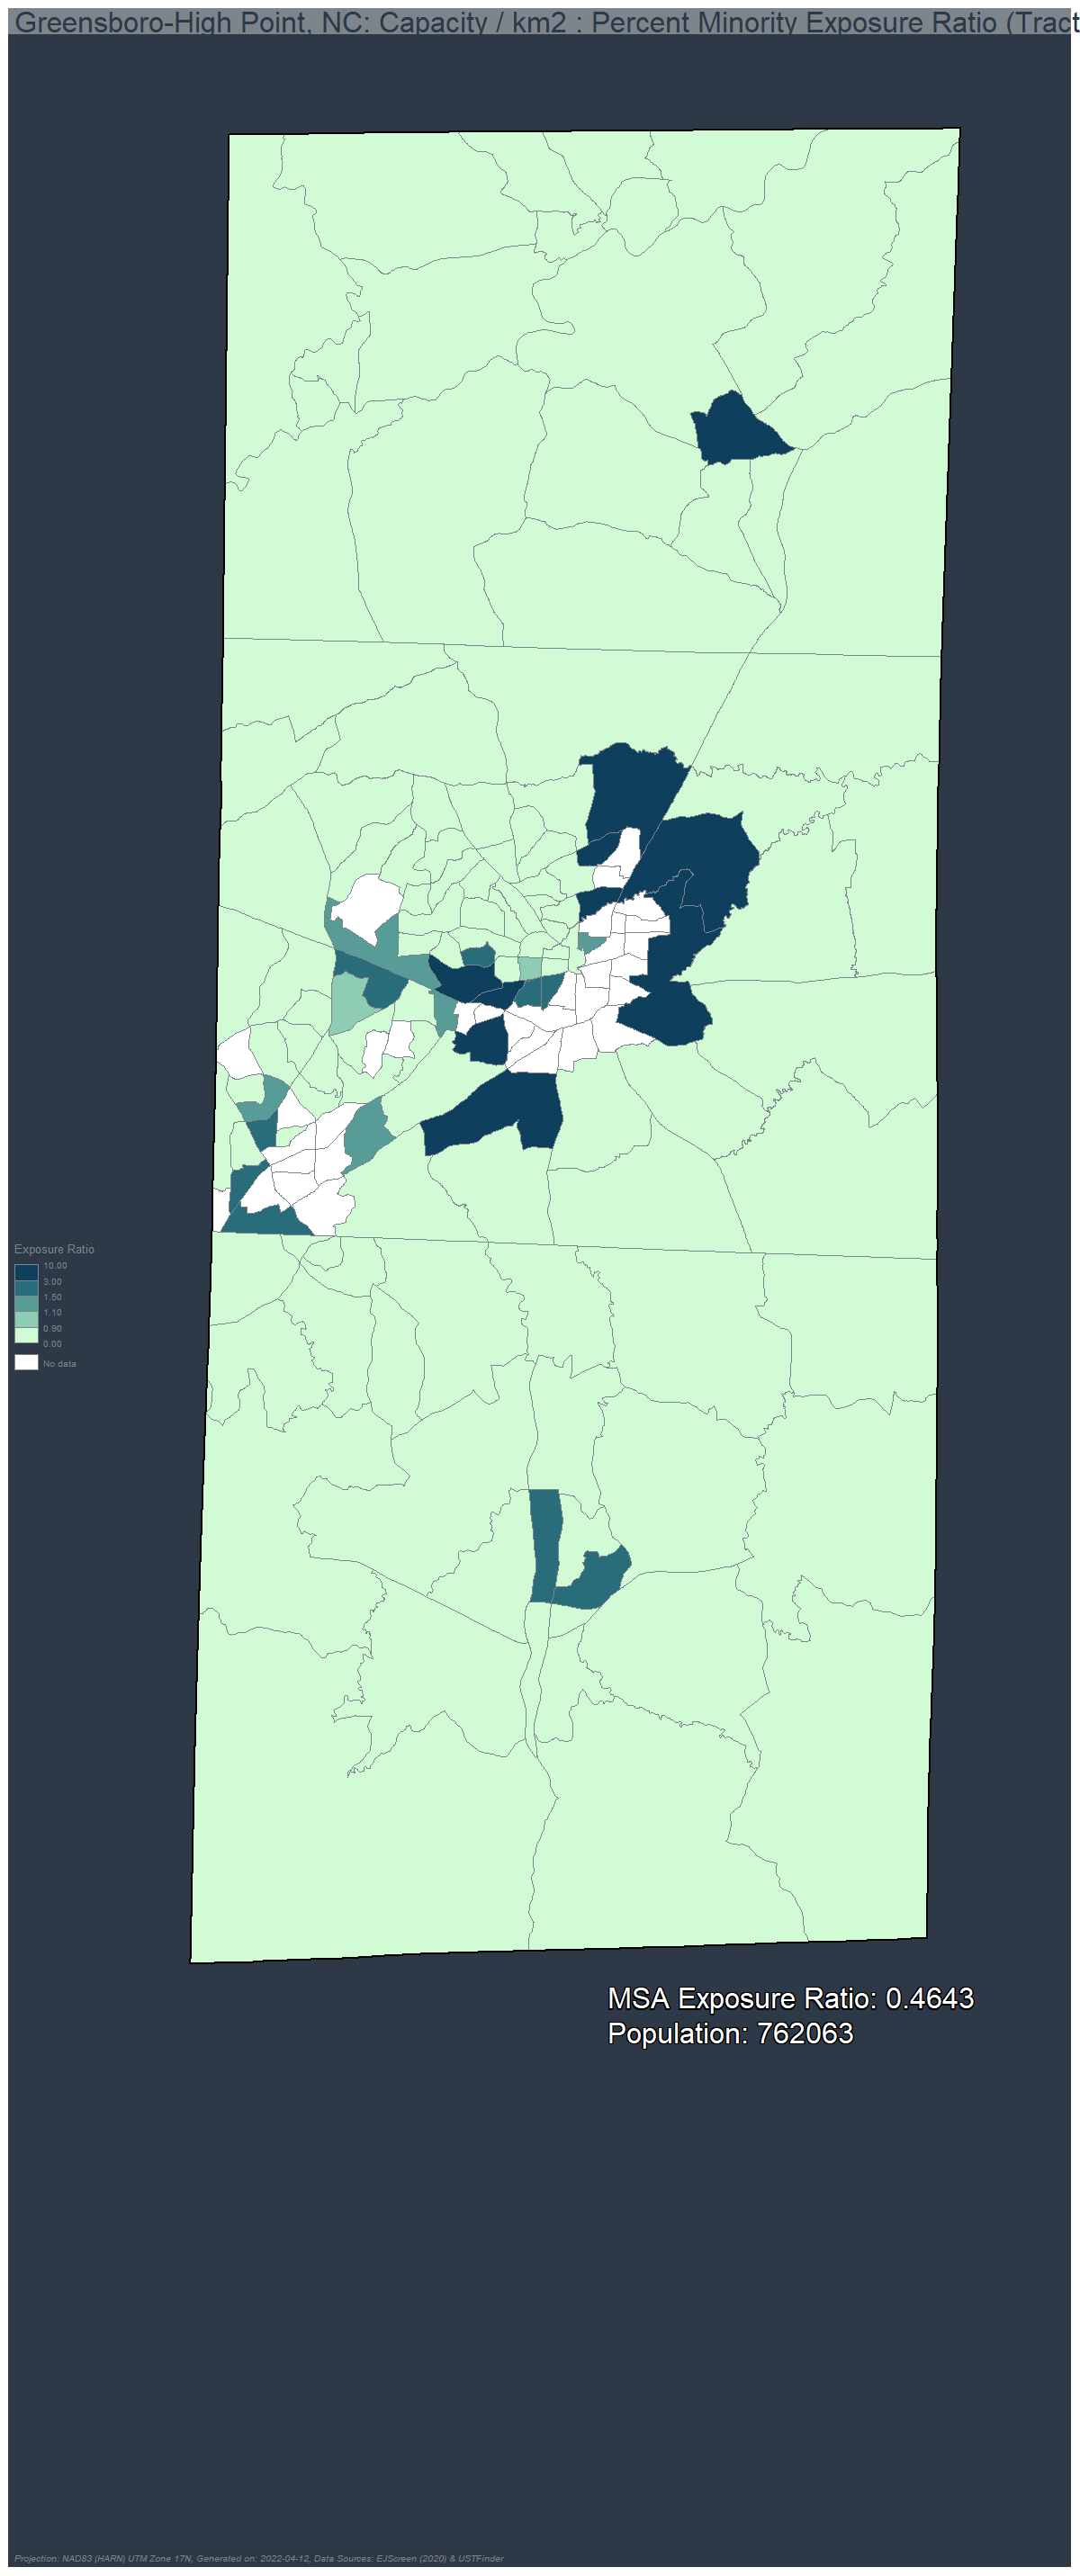 Greensboro-High Point, NC: Capacity / km2 : Percent Minority Exposure Ratio (Tract
Exposure Ratio
10.00
3.00
1.50
1.10
0.90
0.00
No data
MSA Exposure Ratio: 0.4643
Population: 762063
Projection: NAD83 (HARN) UTM Zone 17N, Generated on: 2022-04-12, Data Sources: EJScreen (2020) & USTFinder